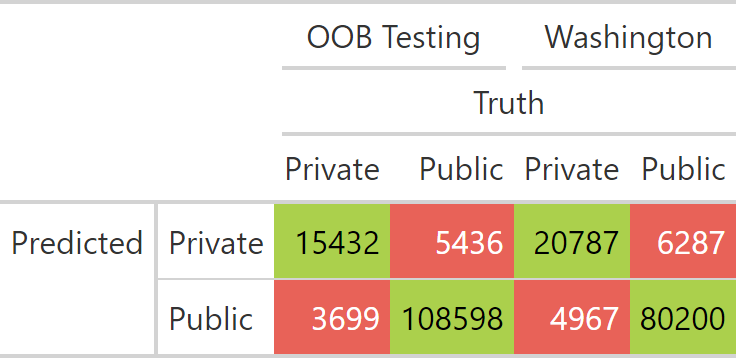 OOB Testing Washington
Truth
Private Public Private Public
Predicted Private 15432 5436 20787 6287
Public 3699 108598 4967 80200